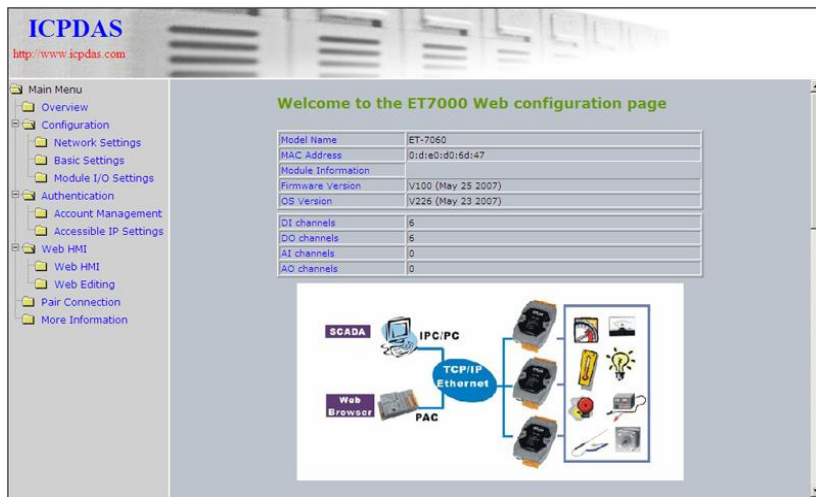 ICPDAS
http://www.icpdas.com
Main Menu
Overview
Configuration
Network Settings
Basic Settings
Module I/O Settings
Authentication
Account Management
Accessible IP Settings
Web HMI
Web HMI
Web Editing
Pair Connection
More Information
Welcome to the ET7000 Web configuration page
Model Name ET-7060
MAC Address 0:d:e0:d0:6d:47
Module Information
Firmware Version V100 (May 25 2007)
OS Version V226 (May 23 2007)
DI channels 6
DO channels 6
AI channels 0
AO channels 0
SCADA
IPC/PC
TCP/IP
Ethernet
Web
Browser
PAC